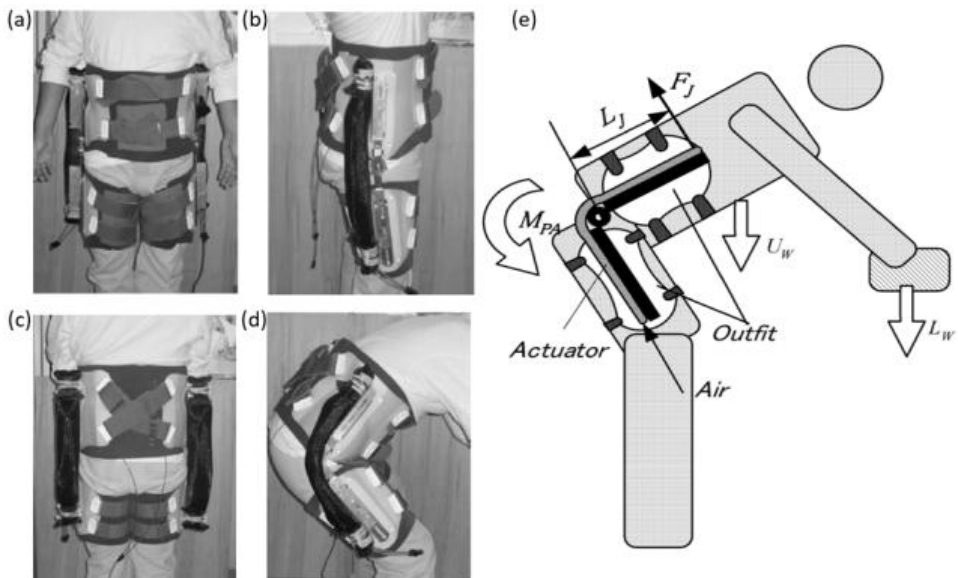 (a)
(b)
(c)
(d)
(e)
F_J
L_J
M_PA
U_W
L_W
Actuator
Outfit
Air